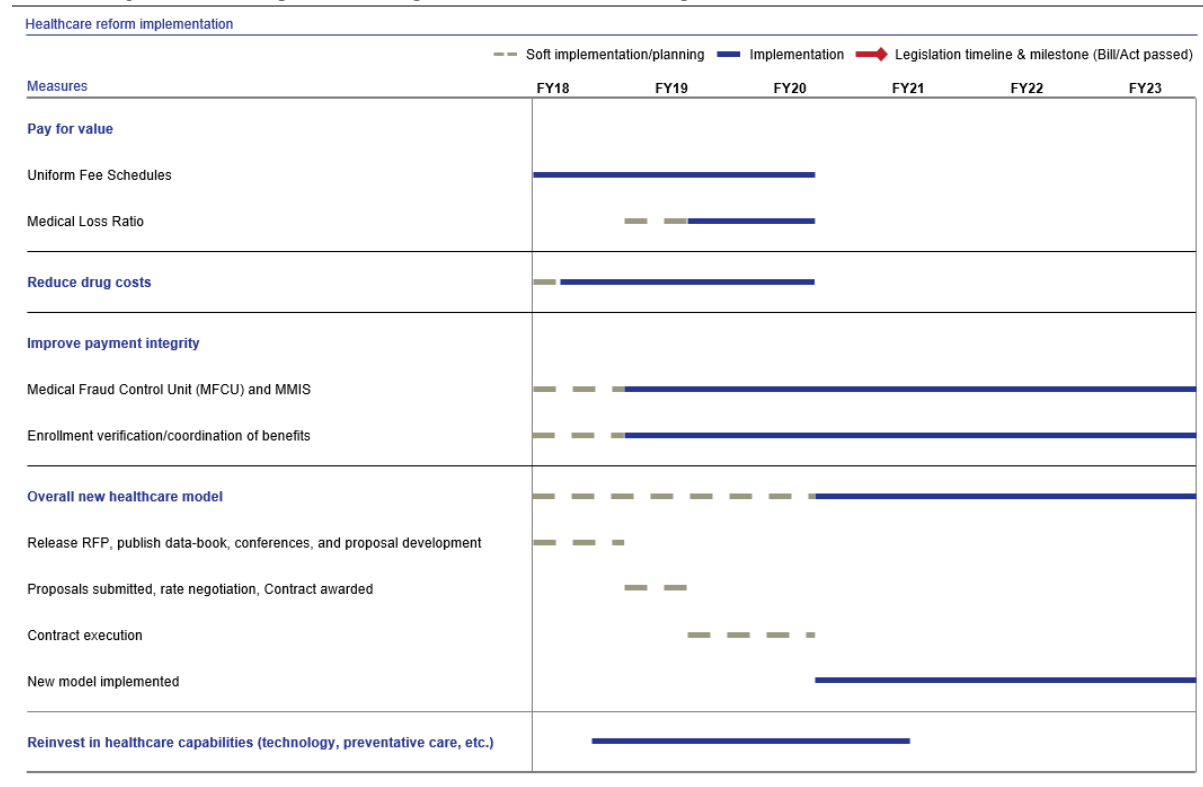 Healthcare reform implementation
Soft implementation/planning Implementation Legislation timeline & milestone (Bill/Act passed)
Measures FY18 FY19 FY20 FY21 FY22 FY23
Pay for value
Uniform Fee Schedules
Medical Loss Ratio
Reduce drug costs
Improve payment integrity
Medical Fraud Control Unit (MFCU) and MMIS
Enrollment verification/coordination of benefits
Overall new healthcare model
Release RFP, publish data-book, conferences, and proposal development
Proposals submitted, rate negotiation, Contract awarded
Contract execution
New model implemented
Reinvest in healthcare capabilities (technology, preventative care, etc.)